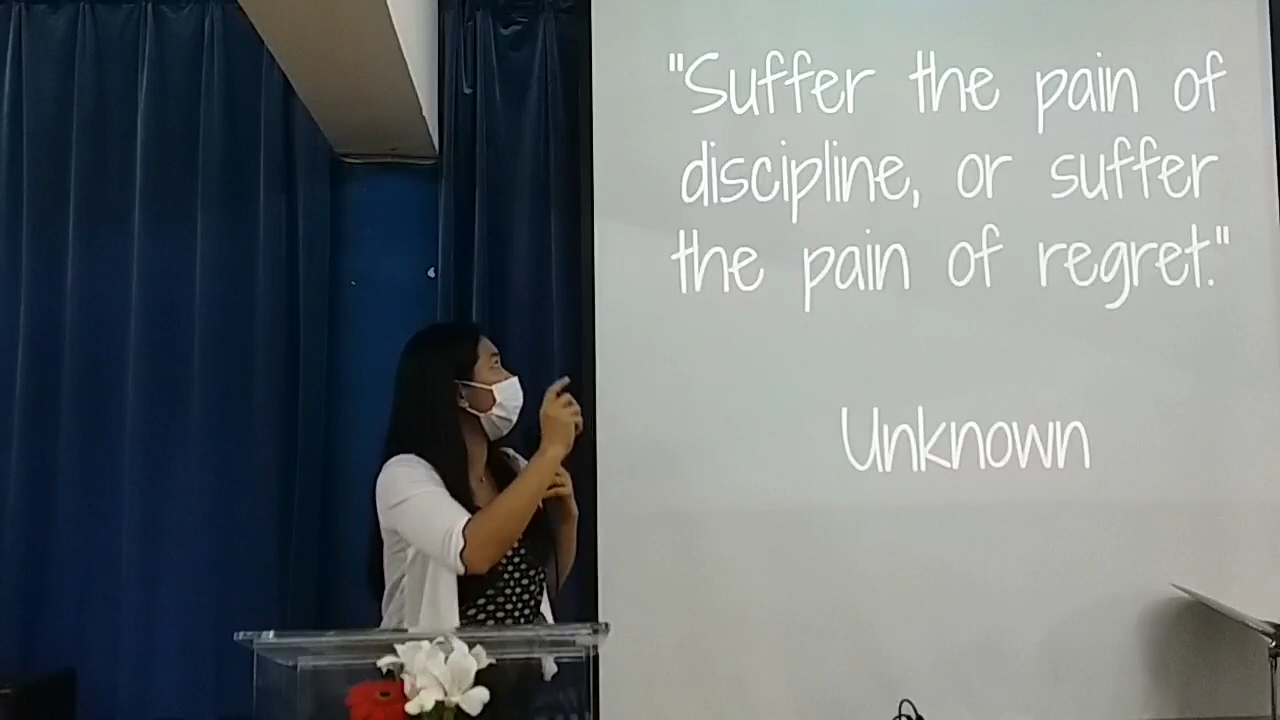 "Suffer the pain of
discipline, or suffer
the pain of regret."
Unknown